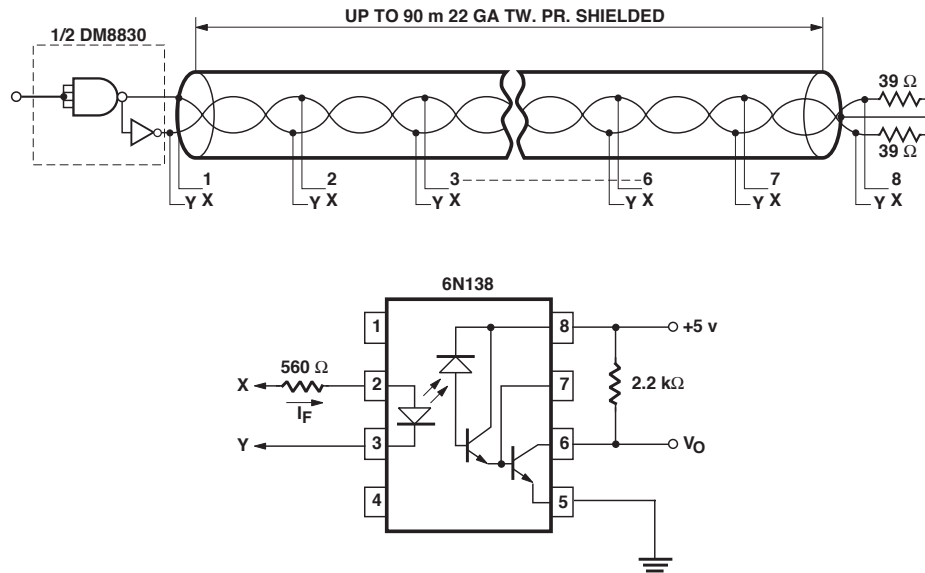 UP TO 90 m 22 GA TW. PR. SHIELDED
1/2 DM8830
39 Ω
39 Ω
1 2 3 6 7 8
Y X Y X Y X Y X Y X Y X
6N138
1 8 +5 v
560 Ω
X 2 7 2.2 kΩ
IF
Y 3 6 VO
4 5